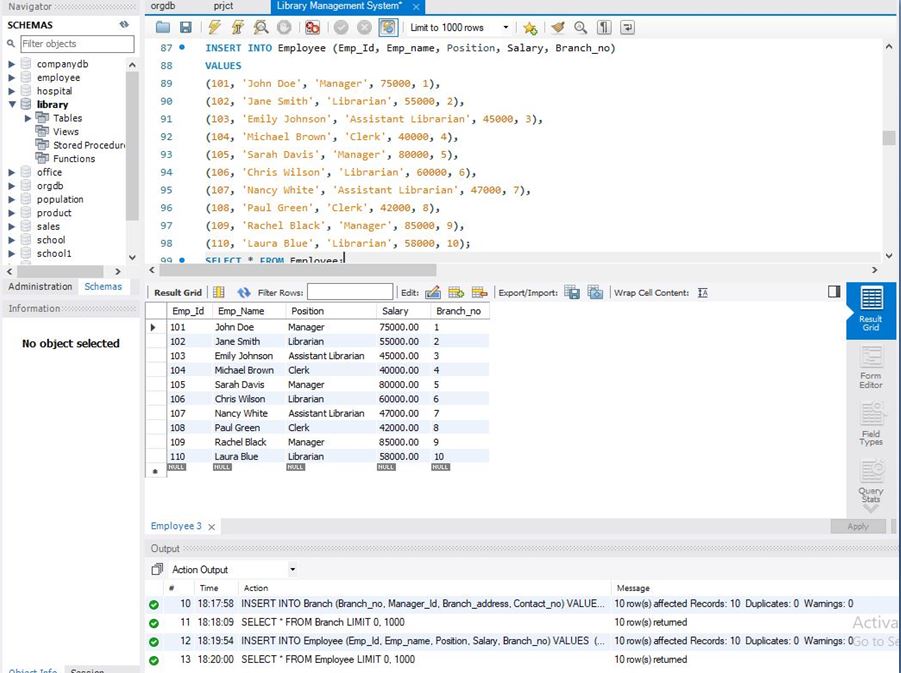 Navigator
orgdb
prjct
Library Management System*
SCHEMAS
Filter objects
companydb
employee
hospital
library
Tables
Views
Stored Procedure
Functions
office
orgdb
population
product
sales
school
school1
Administration Schemas
Information
No object selected
Object Info Session
Limit to 1000 rows
87 INSERT INTO Employee (Emp_Id, Emp_name, Position, Salary, Branch_no)
88 VALUES
89 (101, 'John Doe', 'Manager', 75000, 1),
90 (102, 'Jane Smith', 'Librarian', 55000, 2),
91 (103, 'Emily Johnson', 'Assistant Librarian', 45000, 3),
92 (104, 'Michael Brown', 'Clerk', 40000, 4),
93 (105, 'Sarah Davis', 'Manager', 80000, 5),
94 (106, 'Chris Wilson', 'Librarian', 60000, 6),
95 (107, 'Nancy White', 'Assistant Librarian', 47000, 7),
96 (108, 'Paul Green', 'Clerk', 42000, 8),
97 (109, 'Rachel Black', 'Manager', 85000, 9),
98 (110, 'Laura Blue', 'Librarian', 58000, 10);
99 SELECT * FROM Employee;
Result Grid Filter Rows: Edit: Export/Import: Wrap Cell Content:
Emp_Id Emp_Name Position Salary Branch_no
101 John Doe Manager 75000.00 1
102 Jane Smith Librarian 55000.00 2
103 Emily Johnson Assistant Librarian 45000.00 3
104 Michael Brown Clerk 40000.00 4
105 Sarah Davis Manager 80000.00 5
106 Chris Wilson Librarian 60000.00 6
107 Nancy White Assistant Librarian 47000.00 7
108 Paul Green Clerk 42000.00 8
109 Rachel Black Manager 85000.00 9
110 Laura Blue Librarian 58000.00 10
NULL NULL NULL NULL NULL
Result
Grid
Form
Editor
Field
Types
Query
Stats
Employee 3
Apply
Output
Action Output
# Time Action Message
10 18:17:58 INSERT INTO Branch (Branch_no, Manager_Id, Branch_address, Contact_no) VALUE... 10 row(s) affected Records: 10 Duplicates: 0 Warnings: 0
11 18:18:09 SELECT * FROM Branch LIMIT 0, 1000 10 row(s) returned
12 18:19:54 INSERT INTO Employee (Emp_Id, Emp_name, Position, Salary, Branch_no) VALUES (... 10 row(s) affected Records: 10 Duplicates: 0 Warnings: 0
13 18:20:00 SELECT * FROM Employee LIMIT 0, 1000 10 row(s) returned
Activa
Go to Se